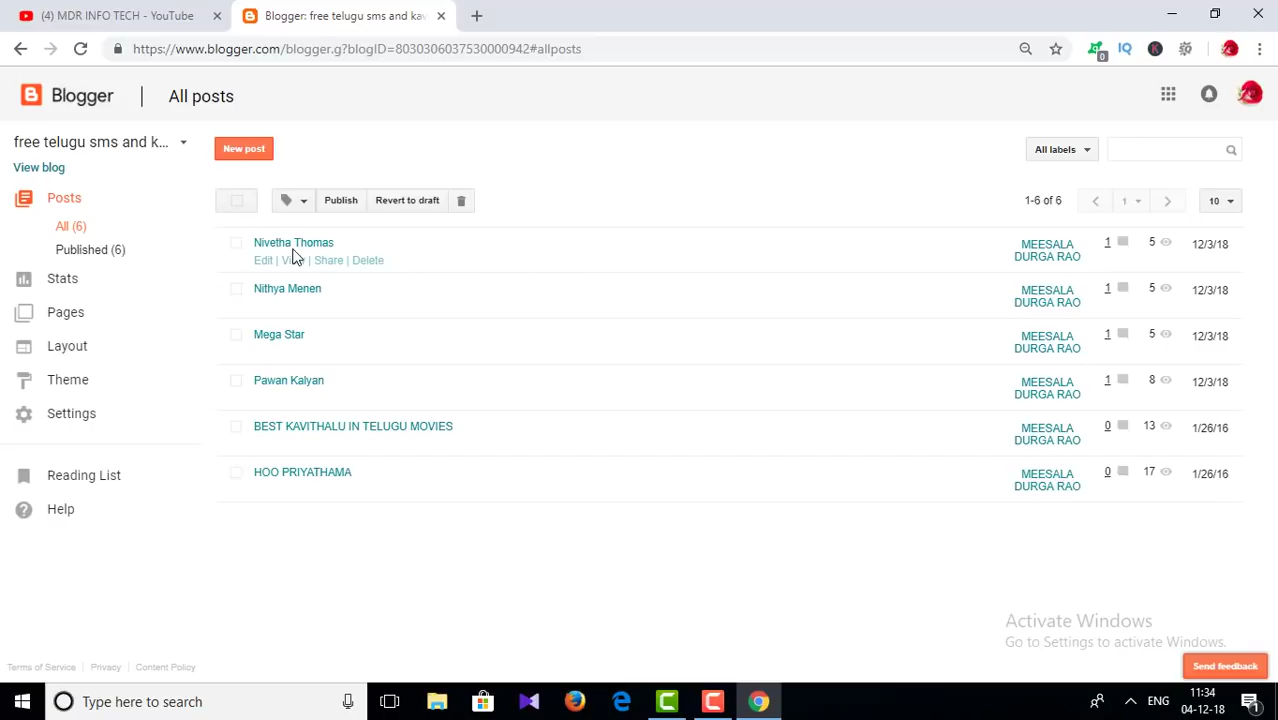 (4) MDR INFO TECH - YouTube
Blogger: free telugu sms and kav
https://www.blogger.com/blogger.g?blogID=8030306037530000942#allposts
0
IQ
K
Blogger
All posts
free telugu sms and k...
View blog
New post
All labels
Posts
All (6)
Published (6)
Stats
Pages
Layout
Theme
Settings
Reading List
Help
Publish
Revert to draft
1-6 of 6
1
10
Nivetha Thomas
Edit | View | Share | Delete
MEESALA
DURGA RAO
1 5 12/3/18
Nithya Menen
MEESALA
DURGA RAO
1 5 12/3/18
Mega Star
MEESALA
DURGA RAO
1 5 12/3/18
Pawan Kalyan
MEESALA
DURGA RAO
1 8 12/3/18
BEST KAVITHALU IN TELUGU MOVIES
MEESALA
DURGA RAO
0 13 1/26/16
HOO PRIYATHAMA
MEESALA
DURGA RAO
0 17 1/26/16
Activate Windows
Go to Settings to activate Windows.
Terms of Service | Privacy | Content Policy
Send feedback
Type here to search
ENG
11:34
04-12-18
1